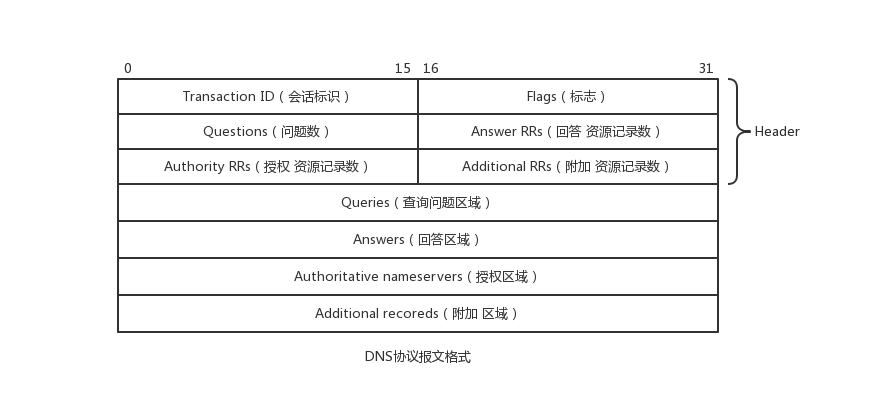 0 15 16 31
Transaction ID（会话标识） Flags（标志）
Header
Questions（问题数） Answer RRs（回答 资源记录数）
Authority RRs（授权 资源记录数） Additional RRs（附加 资源记录数）
Queries（查询问题区域）
Answers（回答区域）
Authoritative nameservers（授权区域）
Additional recoreds（附加 区域）
DNS协议报文格式